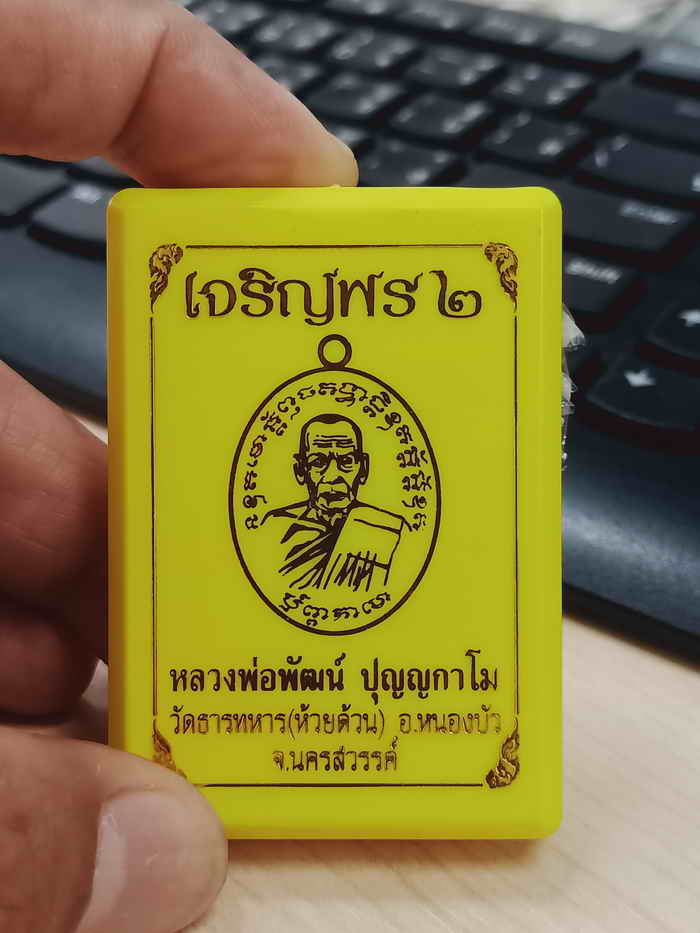 เจริญพร ๒
หลวงพ่อพัฒน์ ปุญญกาโม
วัดธารทหาร(ห้วยด้วน) อ.หนองบัว
จ.นครสวรรค์